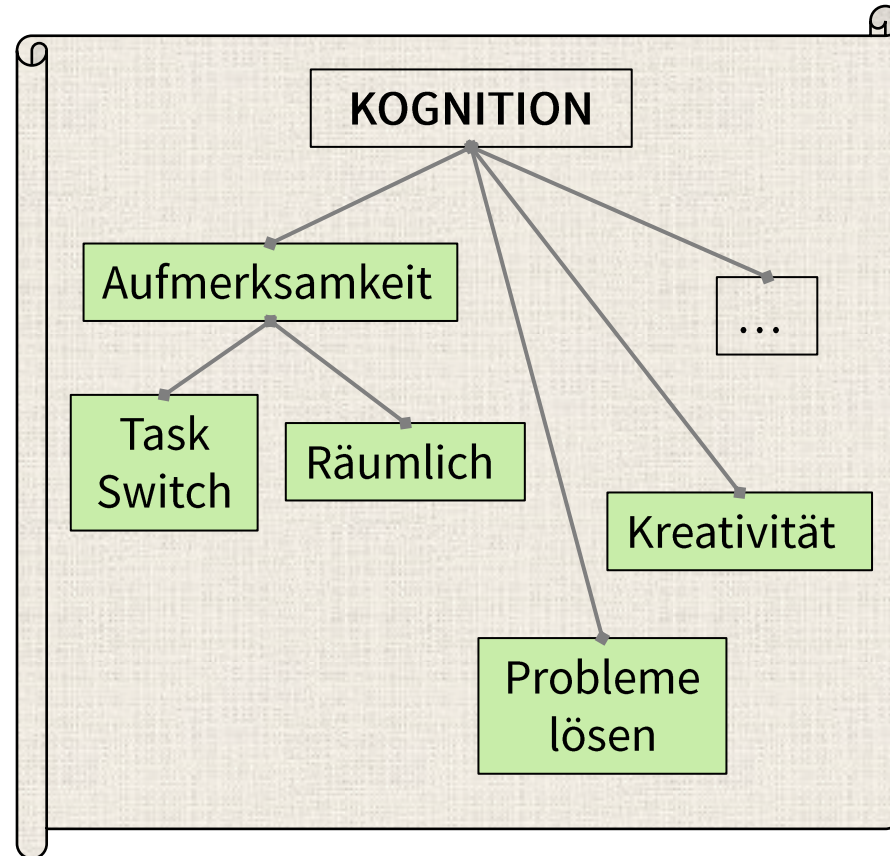 KOGNITION
Aufmerksamkeit
...
Task
Switch
Räumlich
Kreativität
Probleme
lösen